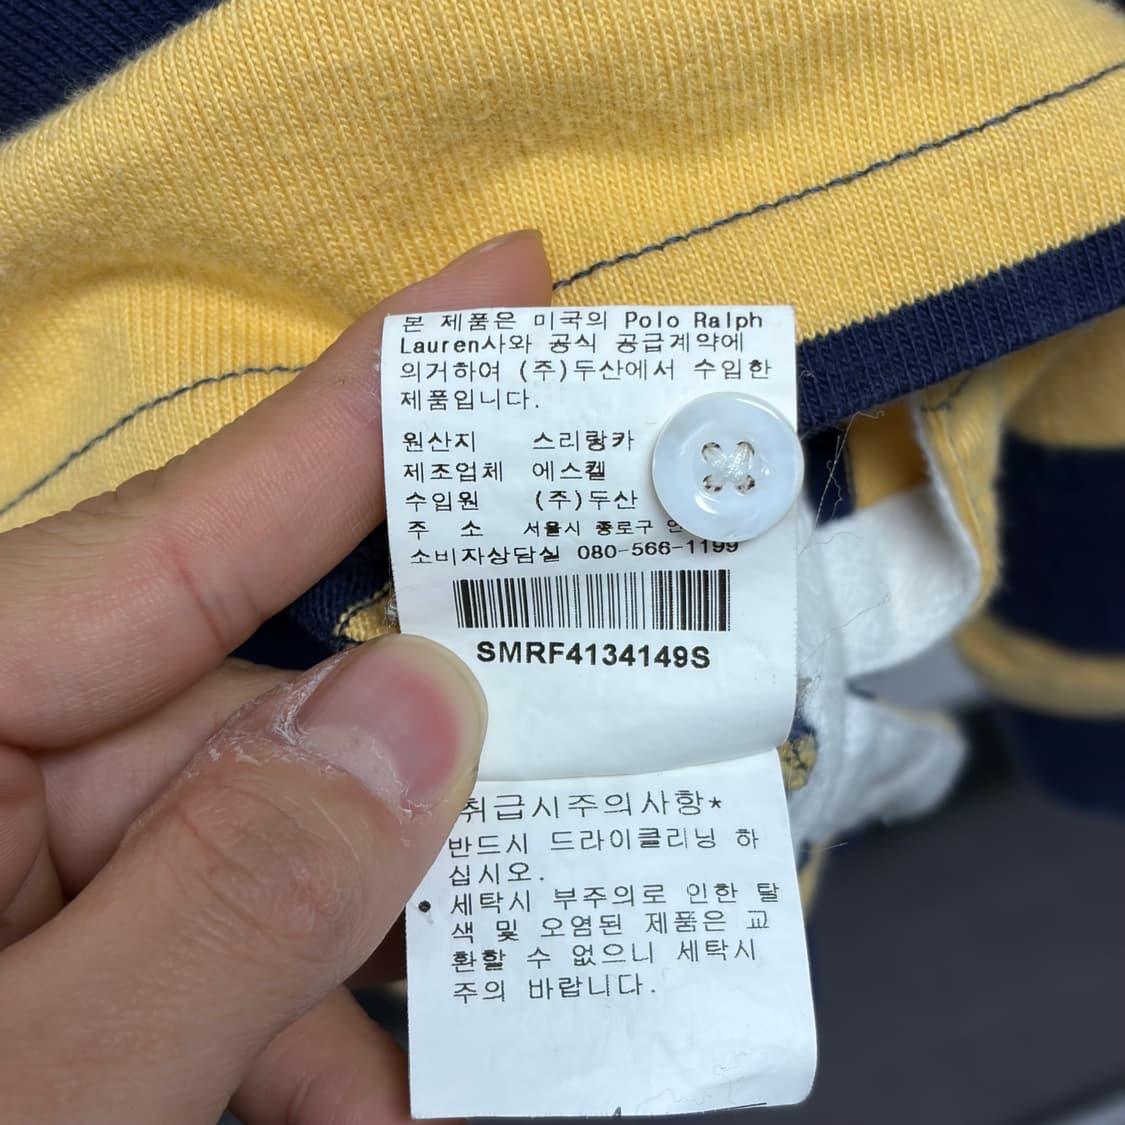 본 제품은 미국의 Polo Ralph
Lauren사와 공식 공급계약에
의거하여 (주)두산에서 수입한
제품입니다.
원산지 스리랑카
제조업체 에스켈
수입원 (주)두산
주 소 서울시 종로구
소비자상담실 080-566-1199
SMRF4134149S
취급시주의사항*
반드시 드라이클리닝 하
십시오.
세탁시 부주의로 인한 탈
색 및 오염된 제품은 교
환할 수 없으니 세탁시
주의 바랍니다.